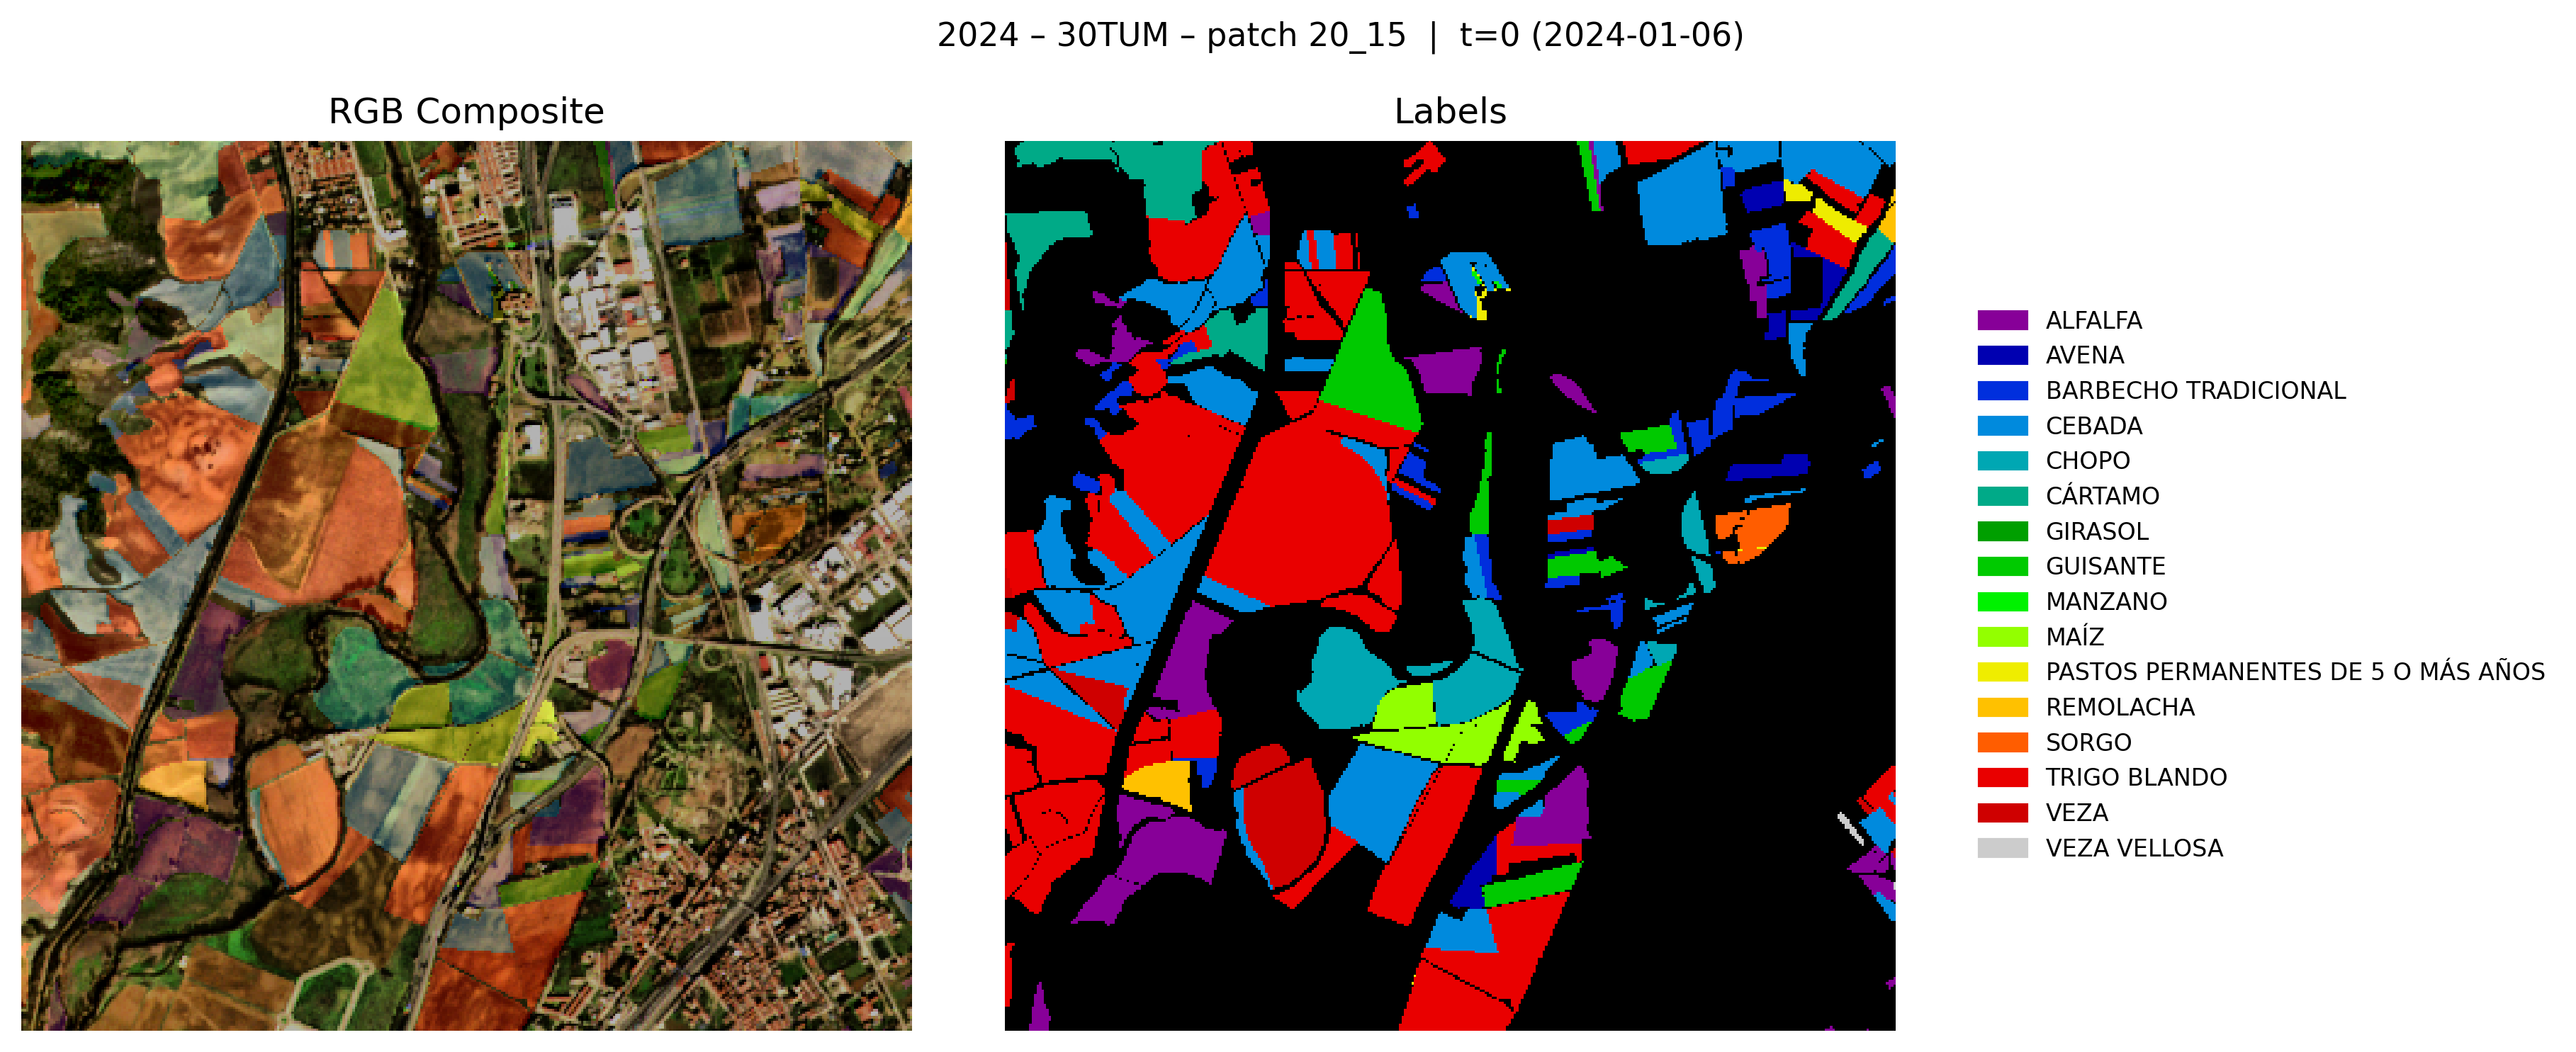 2024 – 30TUM – patch 20_15 | t=0 (2024-01-06)
RGB Composite
Labels
ALFALFA
AVENA
BARBECHO TRADICIONAL
CEBADA
CHOPO
CÁRTAMO
GIRASOL
GUISANTE
MANZANO
MAÍZ
PASTOS PERMANENTES DE 5 O MÁS AÑOS
REMOLACHA
SORGO
TRIGO BLANDO
VEZA
VEZA VELLOSA